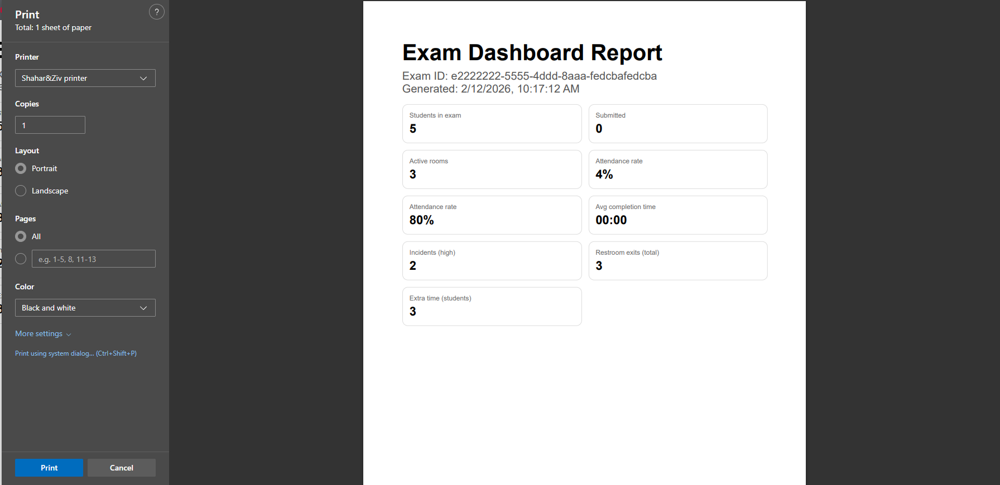 Print
?
Total: 1 sheet of paper
Printer
Shahar&Ziv printer
Copies
1
Layout
Portrait
Landscape
Pages
All
e.g. 1-5, 8, 11-13
Color
Black and white
More settings
Print using system dialog... (Ctrl+Shift+P)
Print
Cancel
Exam Dashboard Report
Exam ID: e2222222-5555-4ddd-8aaa-fedcbafedcba
Generated: 2/12/2026, 10:17:12 AM
Students in exam
5
Submitted
0
Active rooms
3
Attendance rate
4%
Attendance rate
80%
Avg completion time
00:00
Incidents (high)
2
Restroom exits (total)
3
Extra time (students)
3